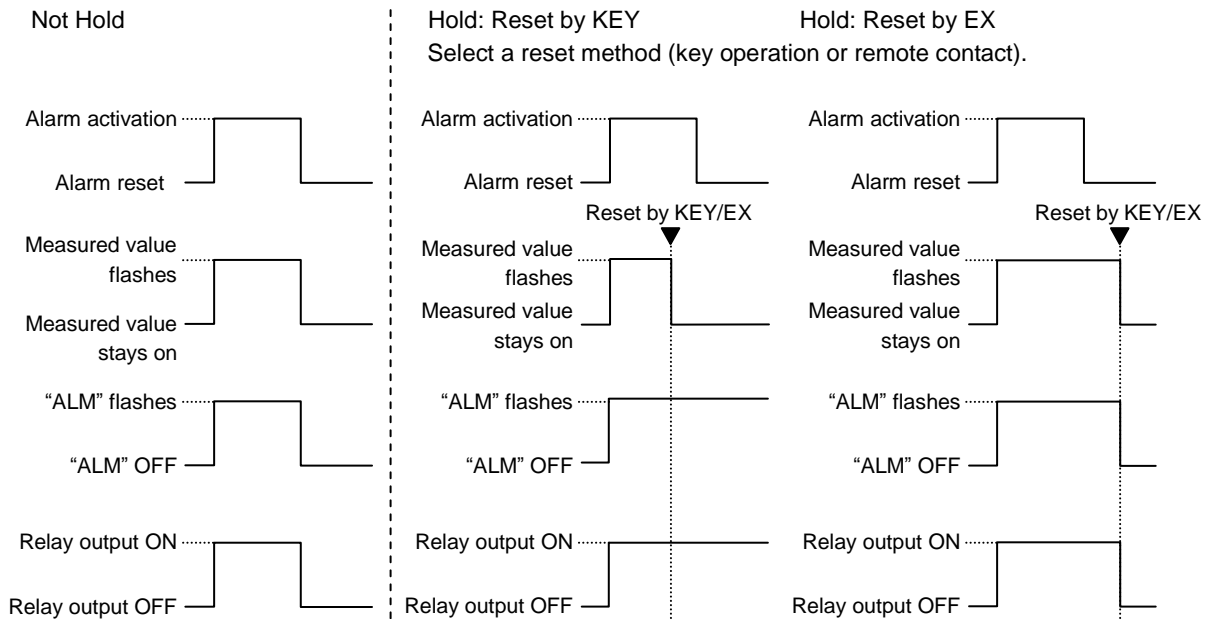 Not Hold
Hold: Reset by KEY
Hold: Reset by EX
Select a reset method (key operation or remote contact).
Alarm activation
Alarm reset
Measured value
flashes
Measured value
stays on
“ALM” flashes
“ALM” OFF
Relay output ON
Relay output OFF
Alarm activation
Alarm reset
Reset by KEY/EX
Measured value
flashes
Measured value
stays on
“ALM” flashes
“ALM” OFF
Relay output ON
Relay output OFF
Alarm activation
Alarm reset
Reset by KEY/EX
Measured value
flashes
Measured value
stays on
“ALM” flashes
“ALM” OFF
Relay output ON
Relay output OFF